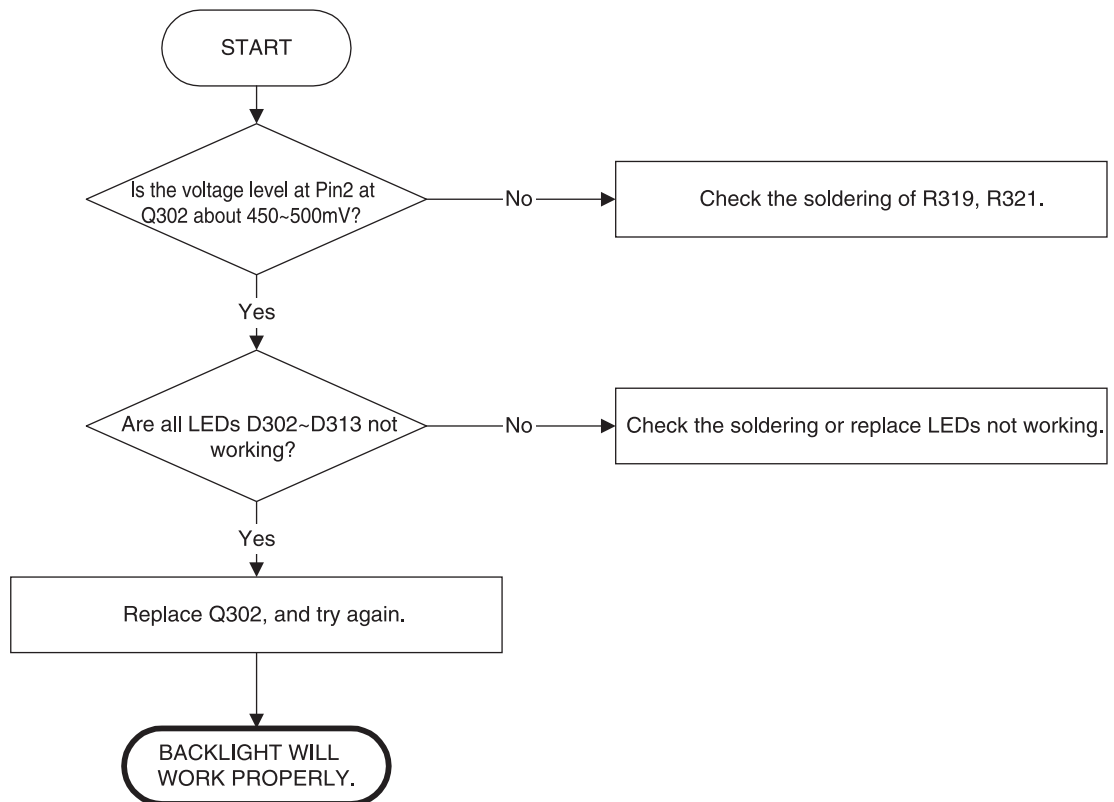 START
Is the voltage level at Pin2 at
Q302 about 450~500mV?
No
Check the soldering of R319, R321.
Yes
Are all LEDs D302~D313 not
working?
No
Check the soldering or replace LEDs not working.
Yes
Replace Q302, and try again.
BACKLIGHT WILL
WORK PROPERLY.